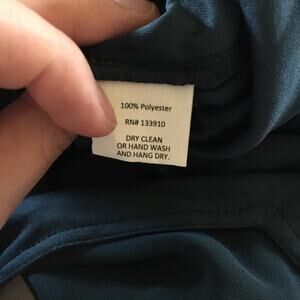 100% Polyester
RN# 133910
DRY CLEAN
OR HAND WASH
AND HANG DRY.